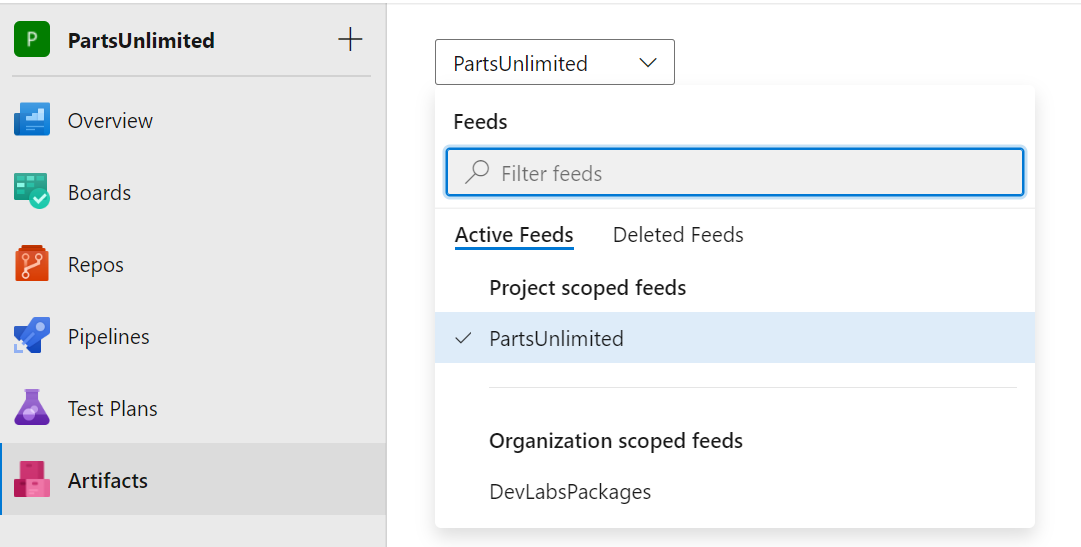 P
PartsUnlimited
Overview
Boards
Repos
Pipelines
Test Plans
Artifacts
PartsUnlimited
Feeds
Filter feeds
Active Feeds
Deleted Feeds
Project scoped feeds
PartsUnlimited
Organization scoped feeds
DevLabsPackages